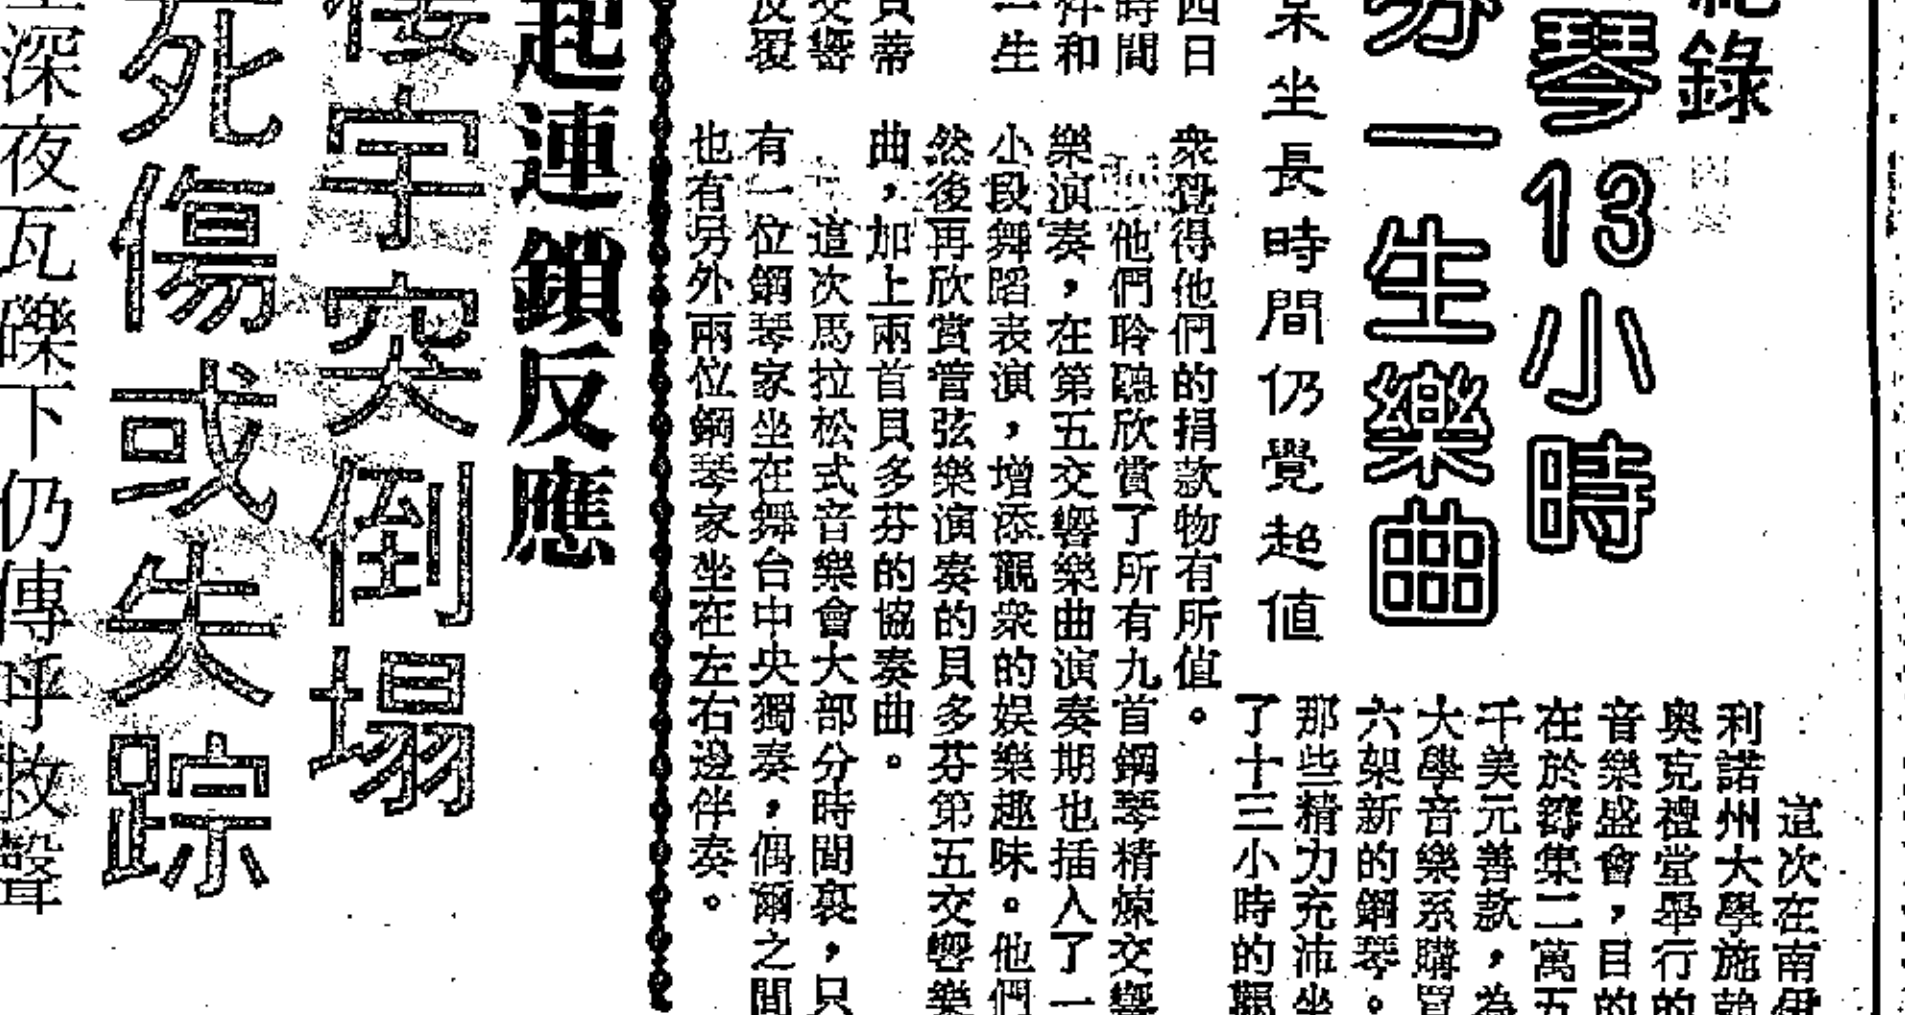 紀錄
琴13小時
芬一生樂曲
某坐長時間仍覺超值
這次在南伊
利諾州大學施
奧克禮堂舉行的
音樂盛會，目的
在於籌集二萬五
千美元善款，為
大學音樂系購買
六架新的鋼琴。
那些精力充沛坐
了十三小時的觀
四日
衆覺得他們的捐款物有所值。
時間
他們聆聽欣賞了所有九首鋼琴精煉交響
件和
樂演奏，在第五交響樂曲演奏期也插入了一
一生
小段舞蹈表演，增添觀衆的娛樂趣味。他們
然後再欣賞管弦樂演奏的貝多芬第五交響樂
貝蒂
曲，加上兩首貝多芬的協奏曲。
交響
這次馬拉松式音樂會大部分時間裏，只
反覆
有一位鋼琴家坐在舞台中央獨奏，偶爾之間
也有另外兩位鋼琴家坐在左右邊伴奏。
起連鎖反應
樓宇突倒塌
死傷或失踪
深夜瓦礫下仍傳呼救聲